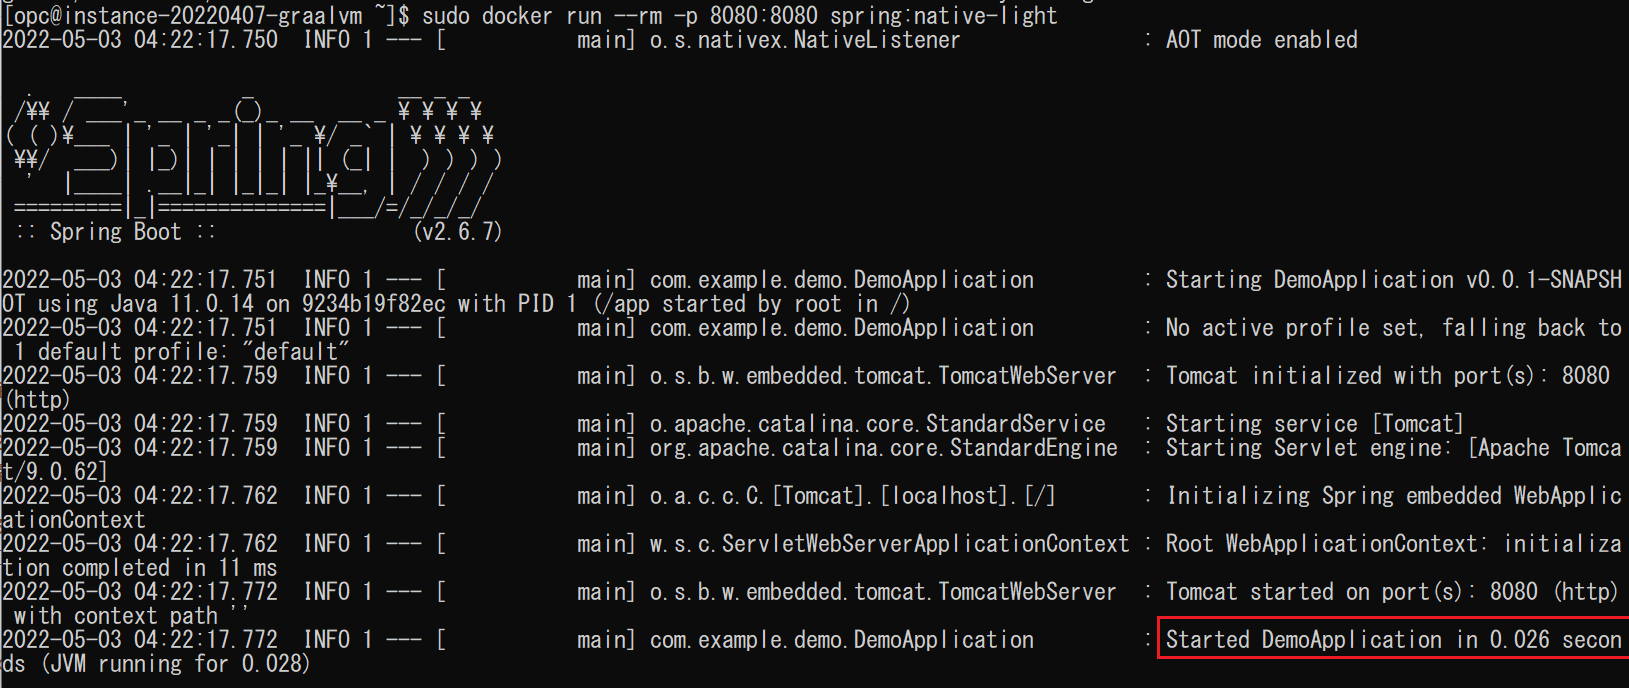 [opc@instance-20220407-graalvm ~]$ sudo docker run --rm -p 8080:8080 spring:native-light
2022-05-03 04:22:17.750  INFO 1 --- [           main] o.s.nativex.NativeListener               : AOT mode enabled
  .   ____          _            __ _ _
 /¥¥ / ___'_ __ _ _(_)_ __  __ _ ¥ ¥ ¥ ¥
( ( )¥___ | '_ | '_| | '_ ¥/ _` | ¥ ¥ ¥ ¥
 ¥¥/  ___)| |_)| | | | | || (_| |  ) ) ) )
  '  |____| .__|_| |_|_| |_¥__, | / / / /
 =========|_|==============|___/=/_/_/_/
 :: Spring Boot ::                (v2.6.7)
2022-05-03 04:22:17.751  INFO 1 --- [           main] com.example.demo.DemoApplication         : Starting DemoApplication v0.0.1-SNAPSH
OT using Java 11.0.14 on 9234b19f82ec with PID 1 (/app started by root in /)
2022-05-03 04:22:17.751  INFO 1 --- [           main] com.example.demo.DemoApplication         : No active profile set, falling back to
 1 default profile: "default"
2022-05-03 04:22:17.759  INFO 1 --- [           main] o.s.b.w.embedded.tomcat.TomcatWebServer  : Tomcat initialized with port(s): 8080
(http)
2022-05-03 04:22:17.759  INFO 1 --- [           main] o.apache.catalina.core.StandardService   : Starting service [Tomcat]
2022-05-03 04:22:17.759  INFO 1 --- [           main] org.apache.catalina.core.StandardEngine  : Starting Servlet engine: [Apache Tomca
t/9.0.62]
2022-05-03 04:22:17.762  INFO 1 --- [           main] o.a.c.c.C.[Tomcat].[localhost].[/]       : Initializing Spring embedded WebApplic
ationContext
2022-05-03 04:22:17.762  INFO 1 --- [           main] w.s.c.ServletWebServerApplicationContext : Root WebApplicationContext: initializa
tion completed in 11 ms
2022-05-03 04:22:17.772  INFO 1 --- [           main] o.s.b.w.embedded.tomcat.TomcatWebServer  : Tomcat started on port(s): 8080 (http)
 with context path ''
2022-05-03 04:22:17.772  INFO 1 --- [           main] com.example.demo.DemoApplication         : Started DemoApplication in 0.026 secon
ds (JVM running for 0.028)